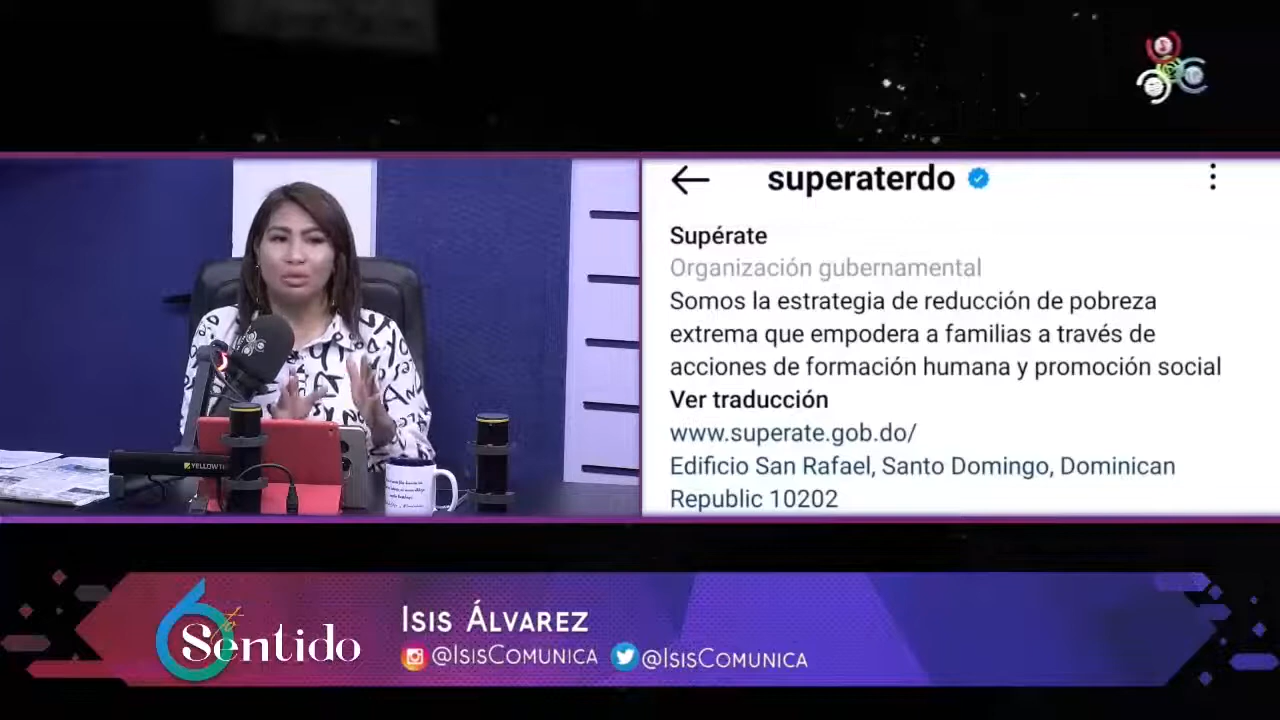 superaterdo
Supérate
Organización gubernamental
Somos la estrategia de reducción de pobreza
extrema que empodera a familias a través de
acciones de formación humana y promoción social
Ver traducción
www.superate.gob.do/
Edificio San Rafael, Santo Domingo, Dominican
Republic 10202
YELLOWTE
6to Sentido
Isis Álvarez
@IsisComunica @IsisComunica